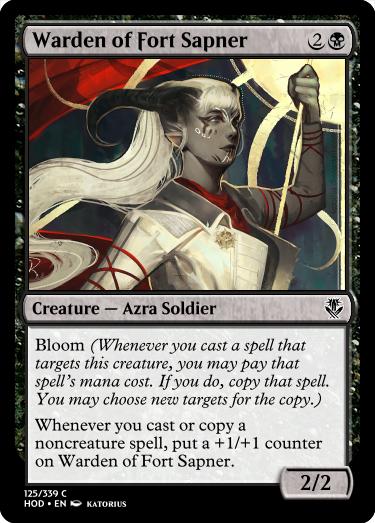 Warden of Fort Sapner 2
Creature — Azra Soldier
Bloom (Whenever you cast a spell that
targets this creature, you may pay that
spell's mana cost. If you do, copy that spell.
You may choose new targets for the copy.)
Whenever you cast or copy a
noncreature spell, put a +1/+1 counter
on Warden of Fort Sapner.
2/2
125/339 C
HOD • EN KATORIUS